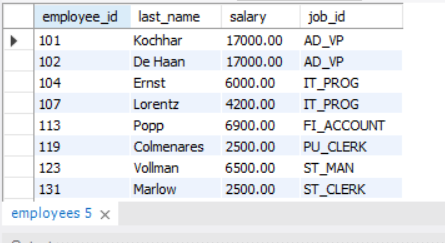 employee_id last_name salary job_id
101 Kochhar 17000.00 AD_VP
102 De Haan 17000.00 AD_VP
104 Ernst 6000.00 IT_PROG
107 Lorentz 4200.00 IT_PROG
113 Popp 6900.00 FI_ACCOUNT
119 Colmenares 2500.00 PU_CLERK
123 Vollman 6500.00 ST_MAN
131 Marlow 2500.00 ST_CLERK
employees 5 ×